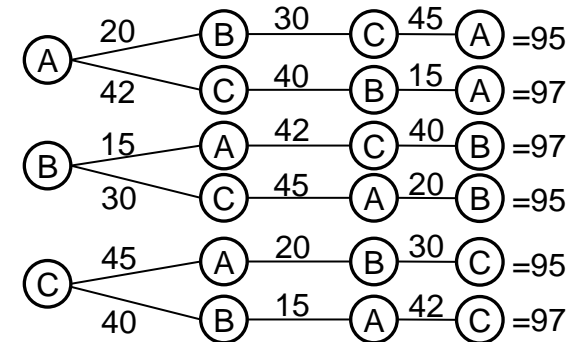 20 B 30 C 45 A =95
A
42 C 40 B 15 A =97
15 A 42 C 40 B =97
B
30 C 45 A 20 B =95
45 A 20 B 30 C =95
C
40 B 15 A 42 C =97